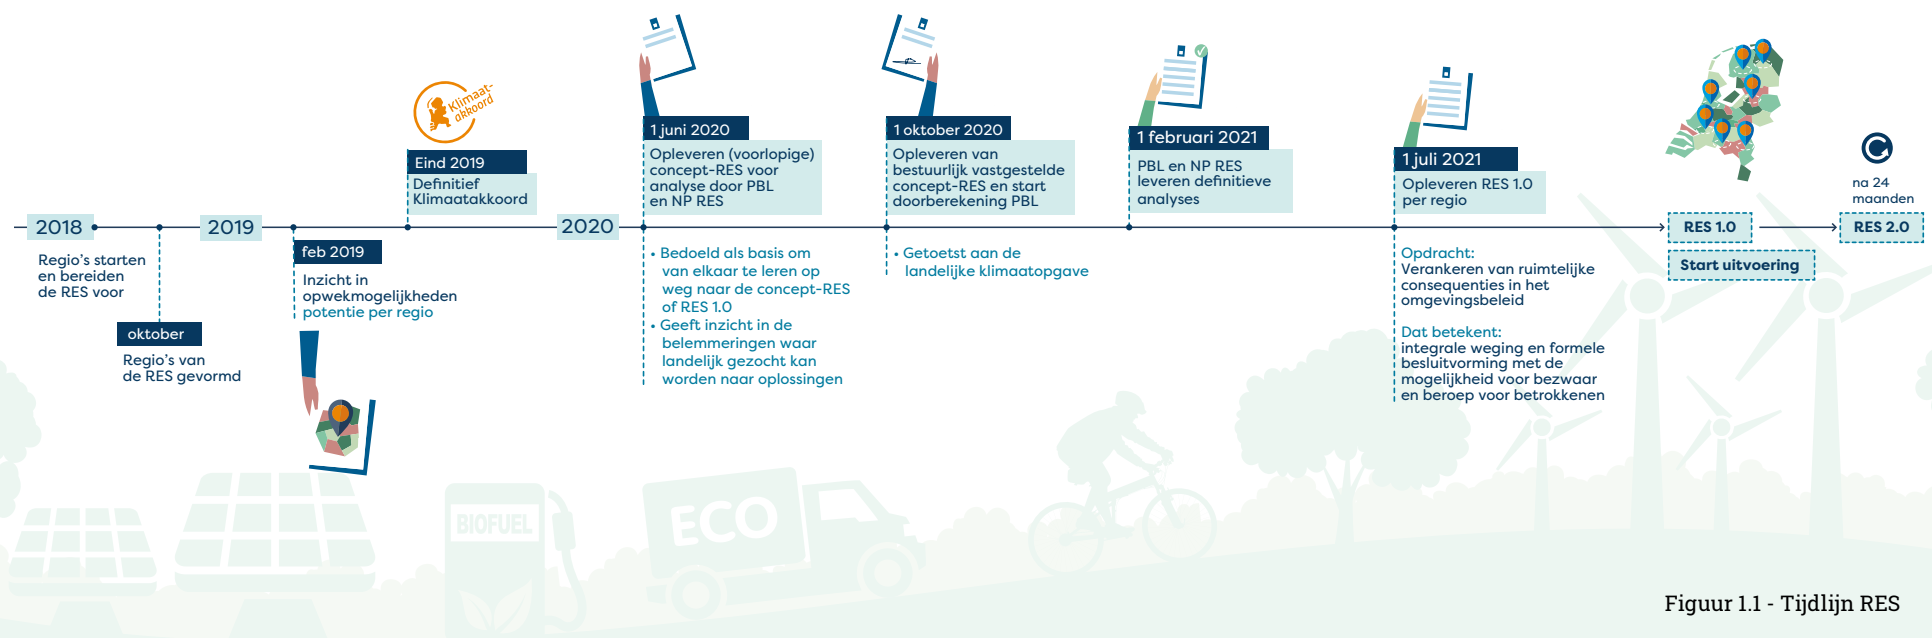 2018
Regio's starten
en bereiden
de RES voor
oktober
Regio's van
de RES gevormd
2019
feb 2019
Inzicht in
opwekmogelijkheden
potentie per regio
Klimaat-
akkoord
Eind 2019
Definitief
Klimaatakkoord
2020
1 juni 2020
Opleveren (voorlopige)
concept-RES voor
analyse door PBL
en NP RES
• Bedoeld als basis om
van elkaar te leren op
weg naar de concept-RES
of RES 1.0
• Geeft inzicht in de
belemmeringen waar
landelijk gezocht kan
worden naar oplossingen
1 oktober 2020
Opleveren van
bestuurlijk vastgestelde
concept-RES en start
doorberekening PBL
• Getoetst aan de
landelijke klimaatopgave
1 februari 2021
PBL en NP RES
leveren definitieve
analyses
1 juli 2021
Opleveren RES 1.0
per regio
Opdracht:
Verankeren van ruimtelijke
consequenties in het
omgevingsbeleid
Dat betekent:
integrale weging en formele
besluitvorming met de
mogelijkheid voor bezwaar
en beroep voor betrokkenen
RES 1.0
Start uitvoering
na 24
maanden
RES 2.0
BIOFUEL
ECO
Figuur 1.1 - Tijdlijn RES